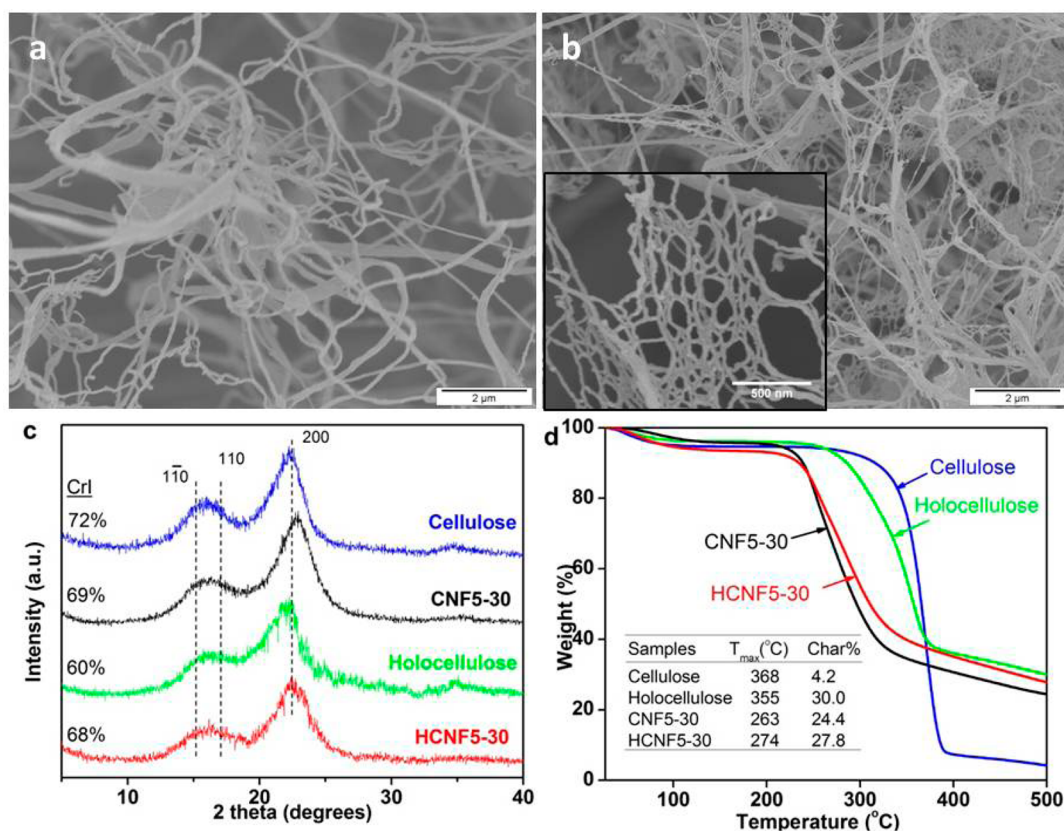 a
2 µm
b
500 nm
2 µm
c
200
110
11̅0
CrI
72%
Cellulose
69%
CNF5-30
60%
Holocellulose
68%
HCNF5-30
Intensity (a.u.)
10 20 30 40
2 theta (degrees)
d
100
80
60
40
20
0
Weight (%)
Cellulose
Holocellulose
CNF5-30
HCNF5-30
Samples Tmax(°C) Char%
Cellulose 368 4.2
Holocellulose 355 30.0
CNF5-30 263 24.4
HCNF5-30 274 27.8
100 200 300 400 500
Temperature (°C)